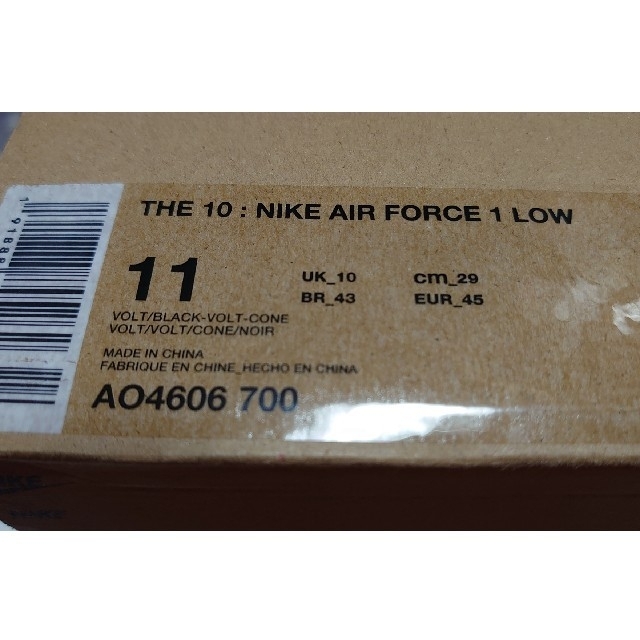 THE 10 : NIKE AIR FORCE 1 LOW
11
UK_10 cm_29
BR_43 EUR_45
VOLT/BLACK-VOLT-CONE
VOLT/VOLT/CONE/NOIR
MADE IN CHINA
FABRIQUE EN CHINE_HECHO EN CHINA
AO4606 700